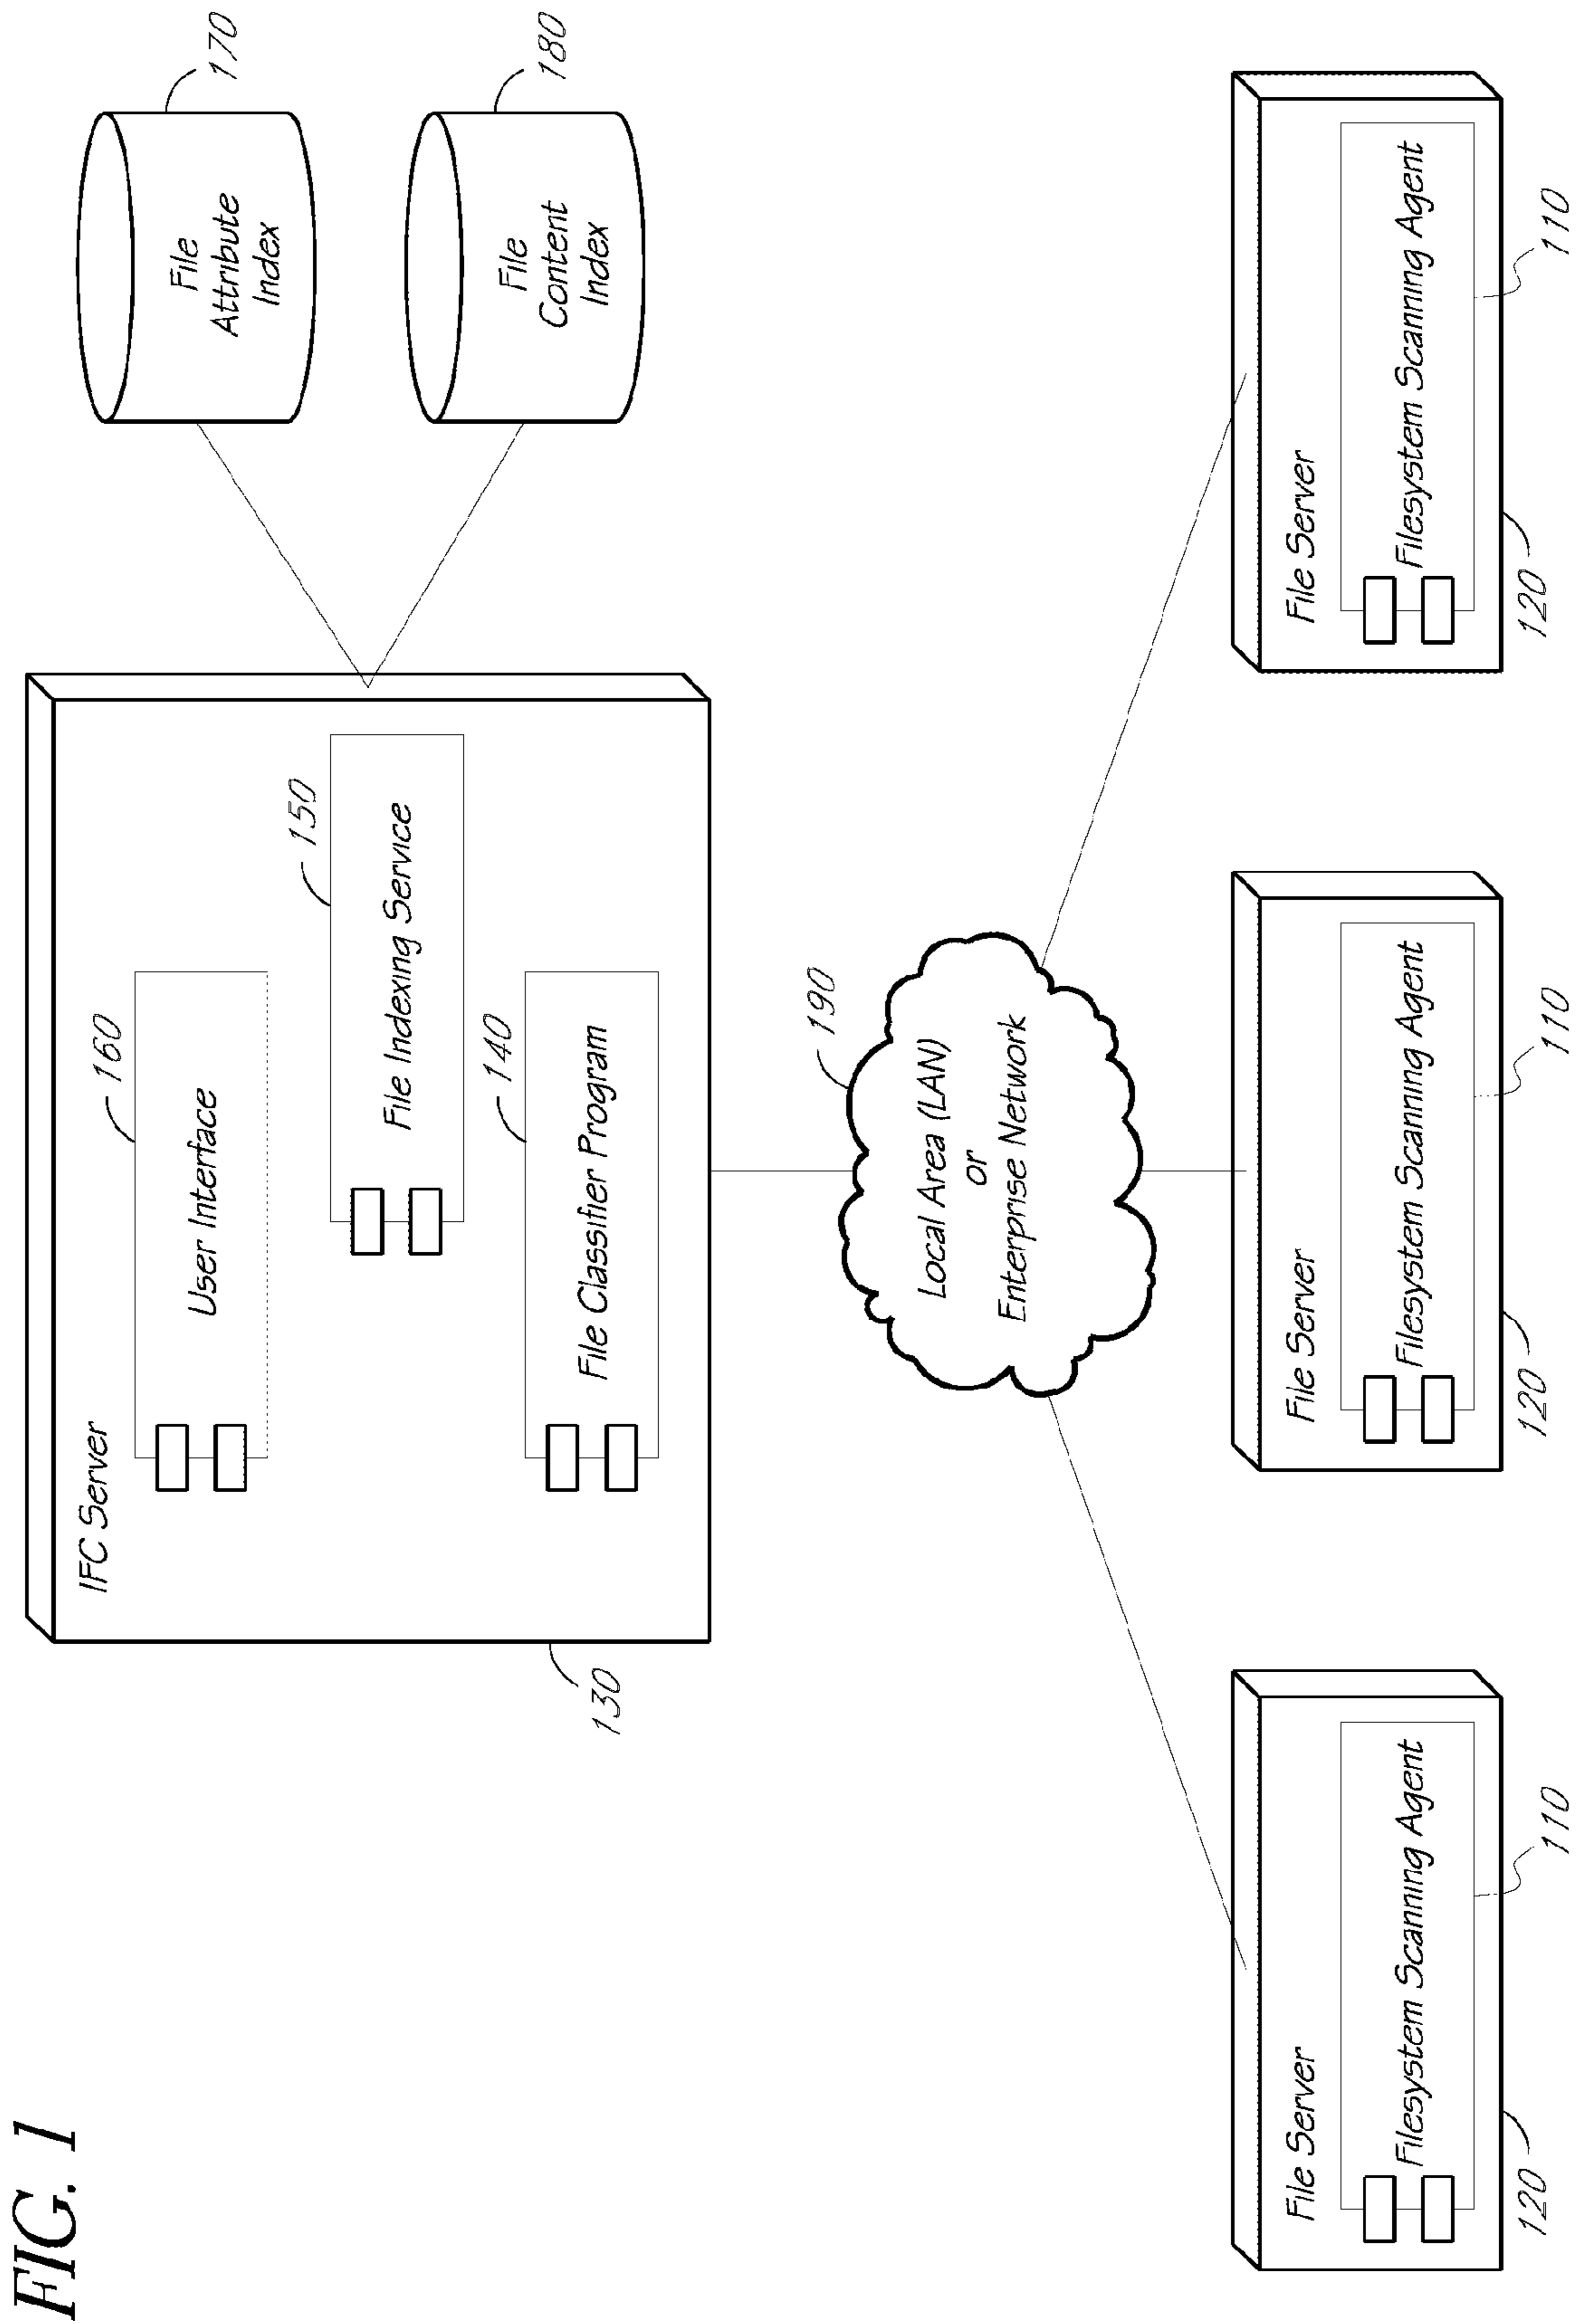 FIG. 1
IFC Server
130
User Interface
160
File Indexing Service
150
File Classifier Program
140
File
Attribute
Index
170
File
Content
Index
180
Local Area (LAN)
or
Enterprise Network
190
File Server
Filesystem Scanning Agent
120
110
File Server
Filesystem Scanning Agent
120
110
File Server
Filesystem Scanning Agent
120
110